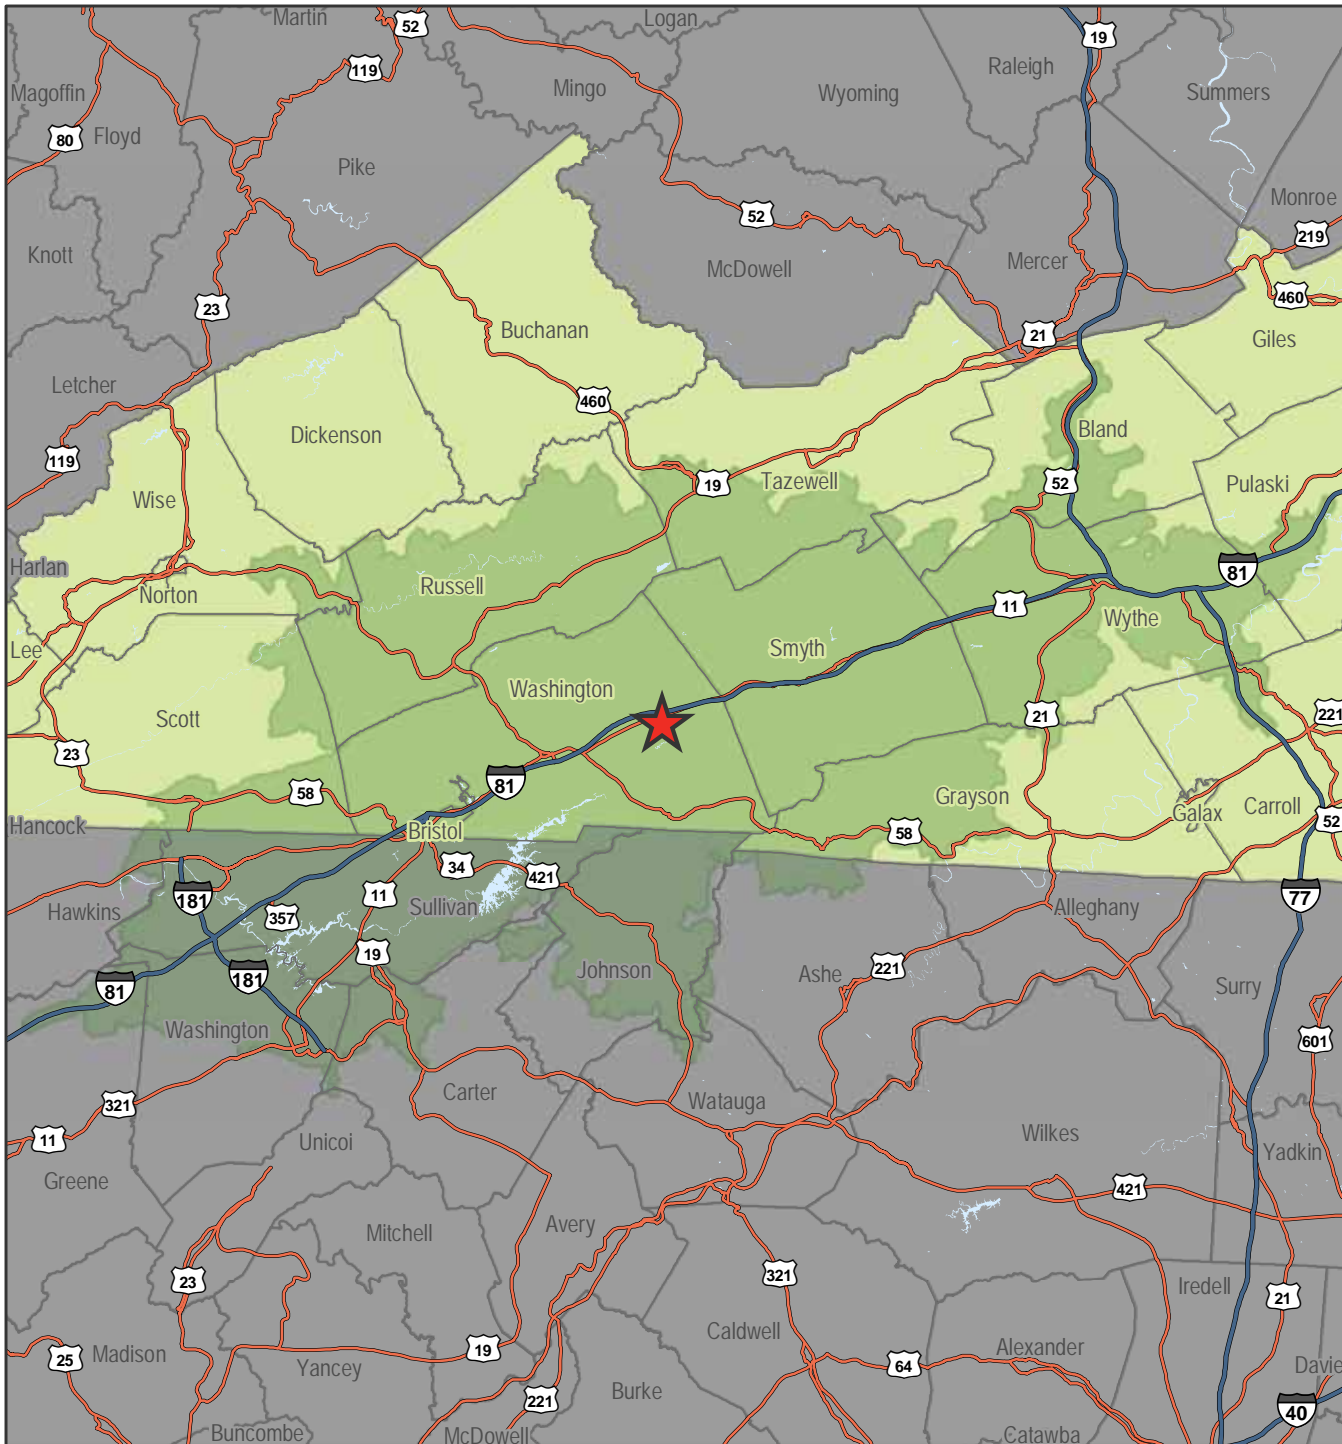 Martin
52
Logan
19
119
Raleigh
Magoffin
Mingo
Wyoming
Summers
80
Floyd
Pike
Monroe
52
219
Knott
McDowell
Mercer
23
460
Buchanan
21
Giles
Letcher
460
Dickenson
Bland
119
19
Tazewell
52
Pulaski
Wise
Harlan
81
Russell
Norton
11
Wythe
Lee
Smyth
Washington
Scott
21
221
23
81
58
Grayson
Galax
Carroll
52
Hancock
Bristol
58
34
421
181
11
77
Hawkins
357
Sullivan
Alleghany
19
Johnson
Ashe
221
81
181
Surry
Washington
601
321
Carter
Watauga
11
Unicoi
Wilkes
Yadkin
Greene
421
Avery
Mitchell
23
321
Iredell
21
Madison
Caldwell
Alexander
25
19
Yancey
64
Davie
221
Burke
40
Buncombe
McDowell
Catawba